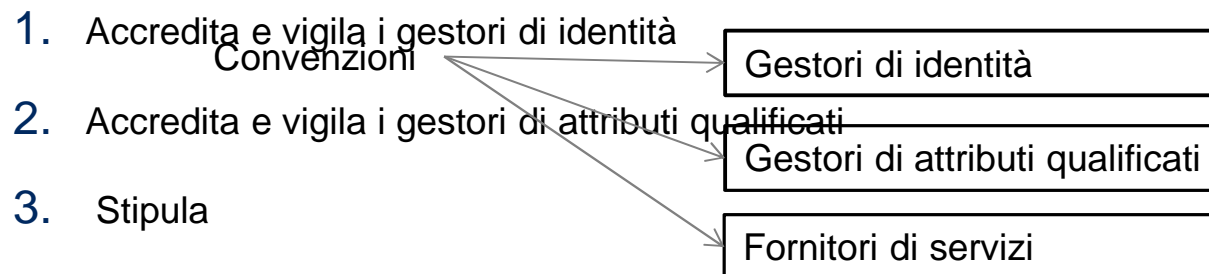 1. Accredita e vigila i gestori di identità
Convenzioni
Gestori di identità
2. Accredita e vigila i gestori di attributi qualificati
Gestori di attributi qualificati
3. Stipula
Fornitori di servizi